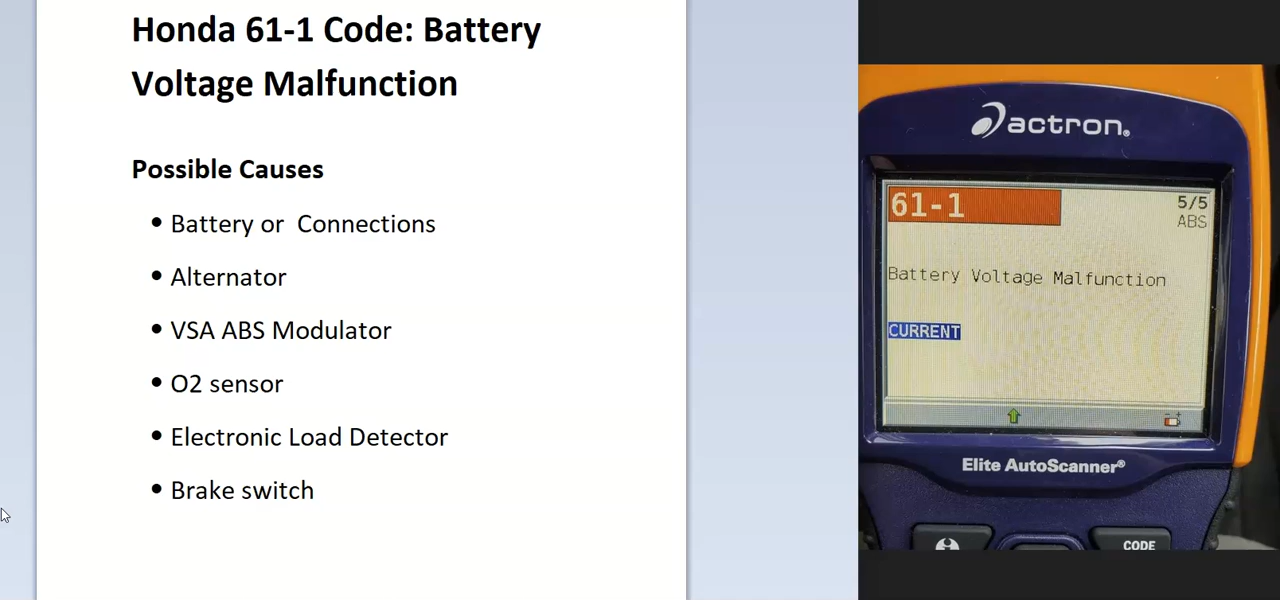 Honda 61-1 Code: Battery
Voltage Malfunction
Possible Causes
• Battery or  Connections
• Alternator
• VSA ABS Modulator
• O2 sensor
• Electronic Load Detector
• Brake switch
actron®
61-1
5/5
ABS
Battery Voltage Malfunction
CURRENT
Elite AutoScanner®
CODE